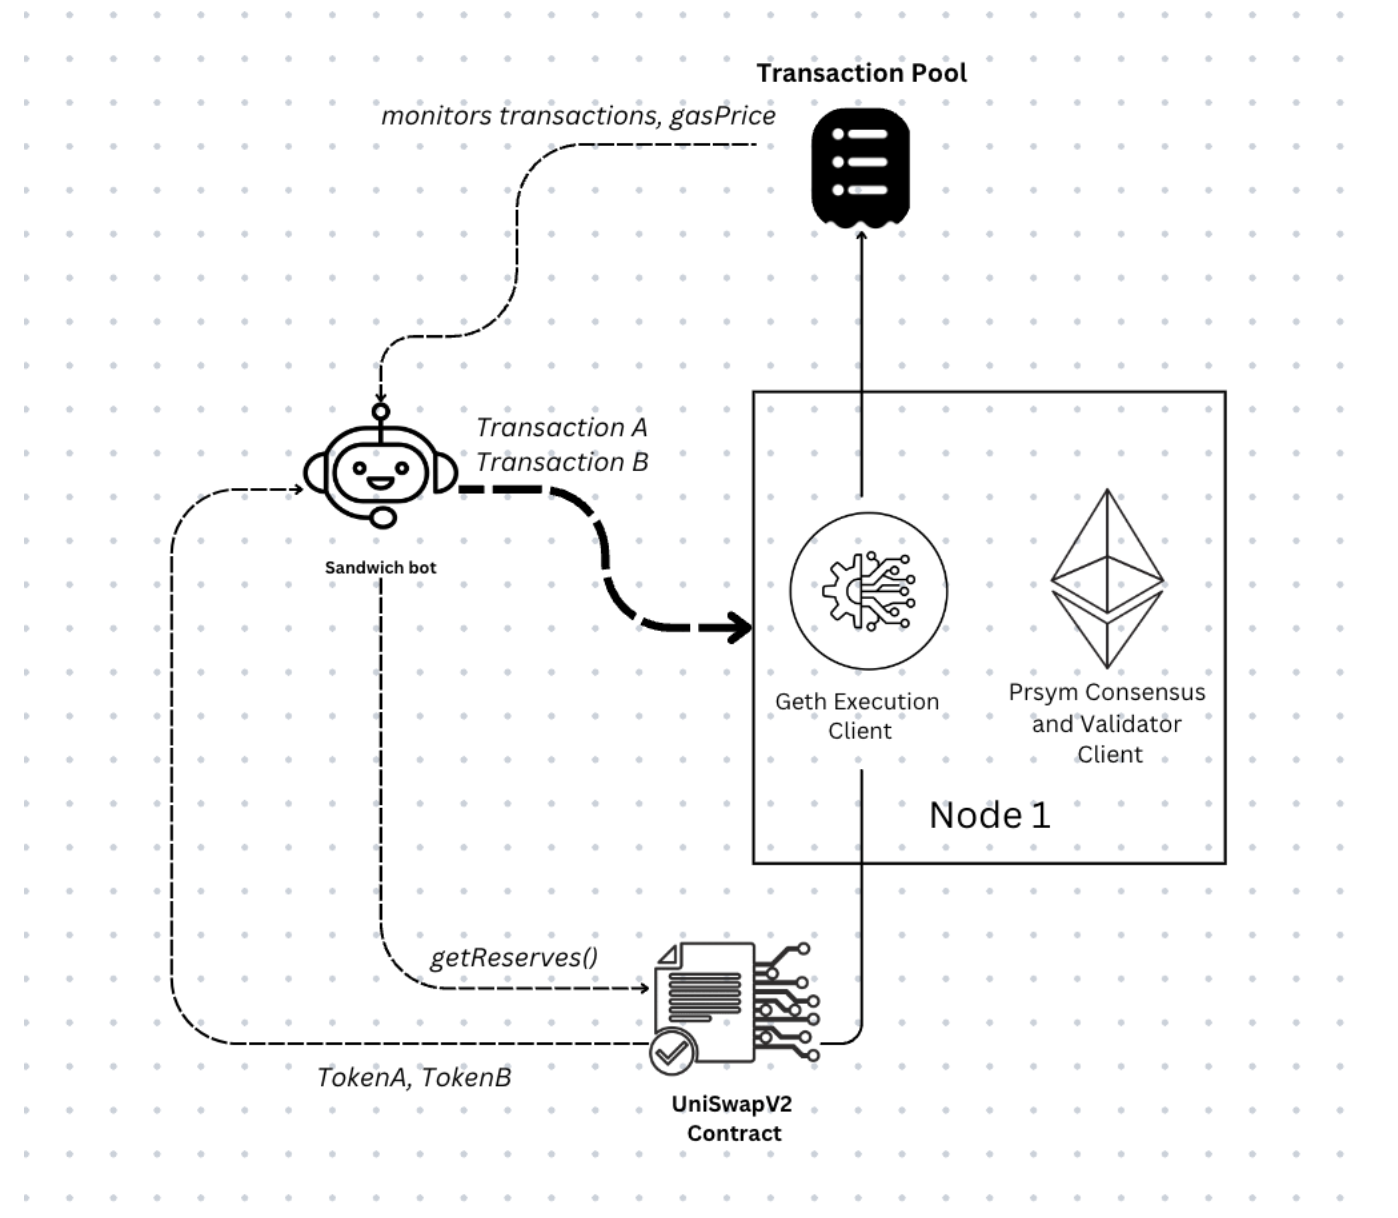 Transaction Pool
monitors transactions, gasPrice
Transaction A
Transaction B
Sandwich bot
Geth Execution
Client
Prsym Consensus
and Validator
Client
Node 1
getReserves()
TokenA, TokenB
UniSwapV2
Contract